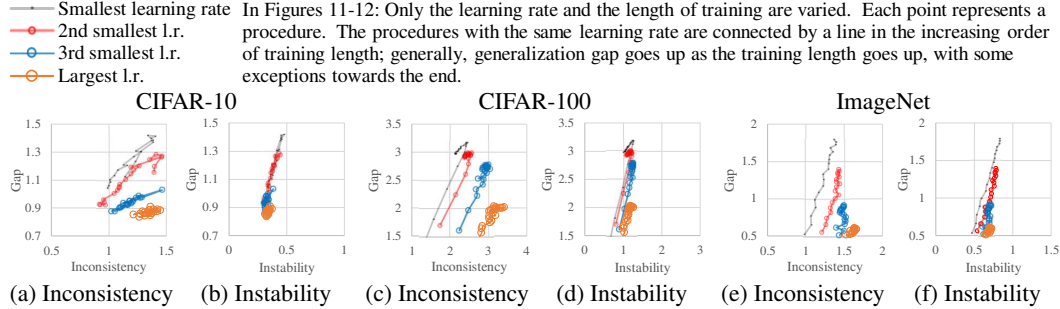 Smallest learning rate
2nd smallest l.r.
3rd smallest l.r.
Largest l.r.
In Figures 11-12: Only the learning rate and the length of training are varied. Each point represents a
procedure. The procedures with the same learning rate are connected by a line in the increasing order
of training length; generally, generalization gap goes up as the training length goes up, with some
exceptions towards the end.
CIFAR-10 CIFAR-100 ImageNet
Gap
1.5
1.3
1.1
0.9
0.7
0.5 1.0 1.5
Inconsistency
(a) Inconsistency
Gap
1.5
1.3
1.1
0.9
0.7
0 0.5 1
Instability
(b) Instability
Gap
3.5
3
2.5
2
1.5
1 2 3 4
Inconsistency
(c) Inconsistency
Gap
3.5
3
2.5
2
1.5
0 1 2 3
Instability
(d) Instability
Gap
2
1.5
1
0.5
0.5 1 1.5 2
Inconsistency
(e) Inconsistency
Gap
2
1.5
1
0.5
0 0.5 1 1.5
Instability
(f) Instability